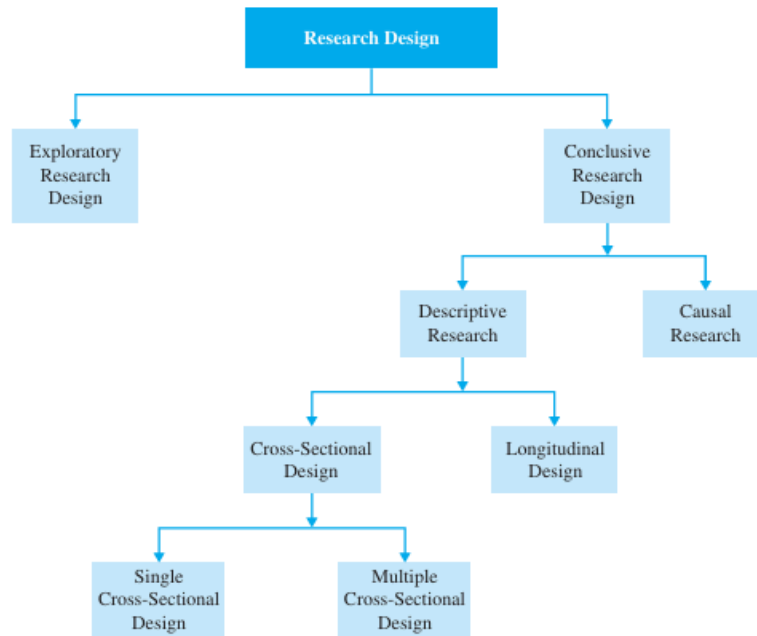 Research Design
Exploratory
Research
Design
Conclusive
Research
Design
Descriptive
Research
Causal
Research
Cross-Sectional
Design
Longitudinal
Design
Single
Cross-Sectional
Design
Multiple
Cross-Sectional
Design